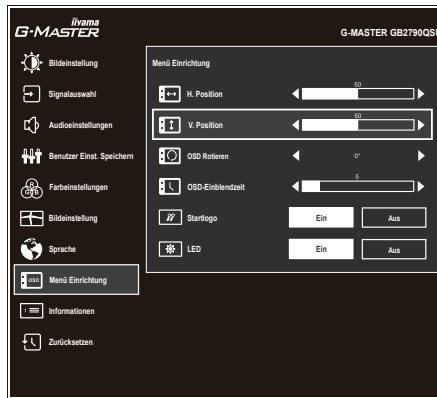 iiyama
G-MASTER
G-MASTER GB2790QSU
Bildeinstellung
Signalauswahl
Audioeinstellungen
Benutzer Einst. Speichern
Farbeinstellungen
Bildeinstellung
Sprache
Menü Einrichtung
Informationen
Zurücksetzen
Menü Einrichtung
H. Position
50
V. Position
50
OSD Rotieren
0°
OSD-Einblendzeit
5
Startlogo
Ein
Aus
LED
Ein
Aus
R
G
B
OSD
i